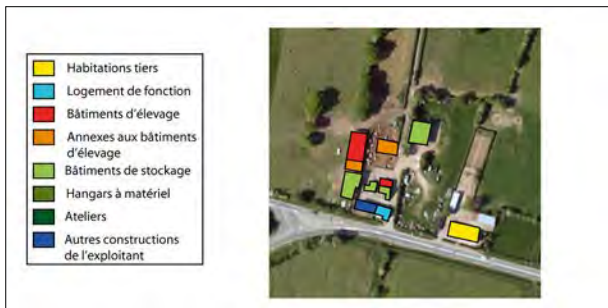 Habitations tiers
Logement de fonction
Bâtiments d'élevage
Annexes aux bâtiments
d'élevage
Bâtiments de stockage
Hangars à matériel
Ateliers
Autres constructions
de l'exploitant